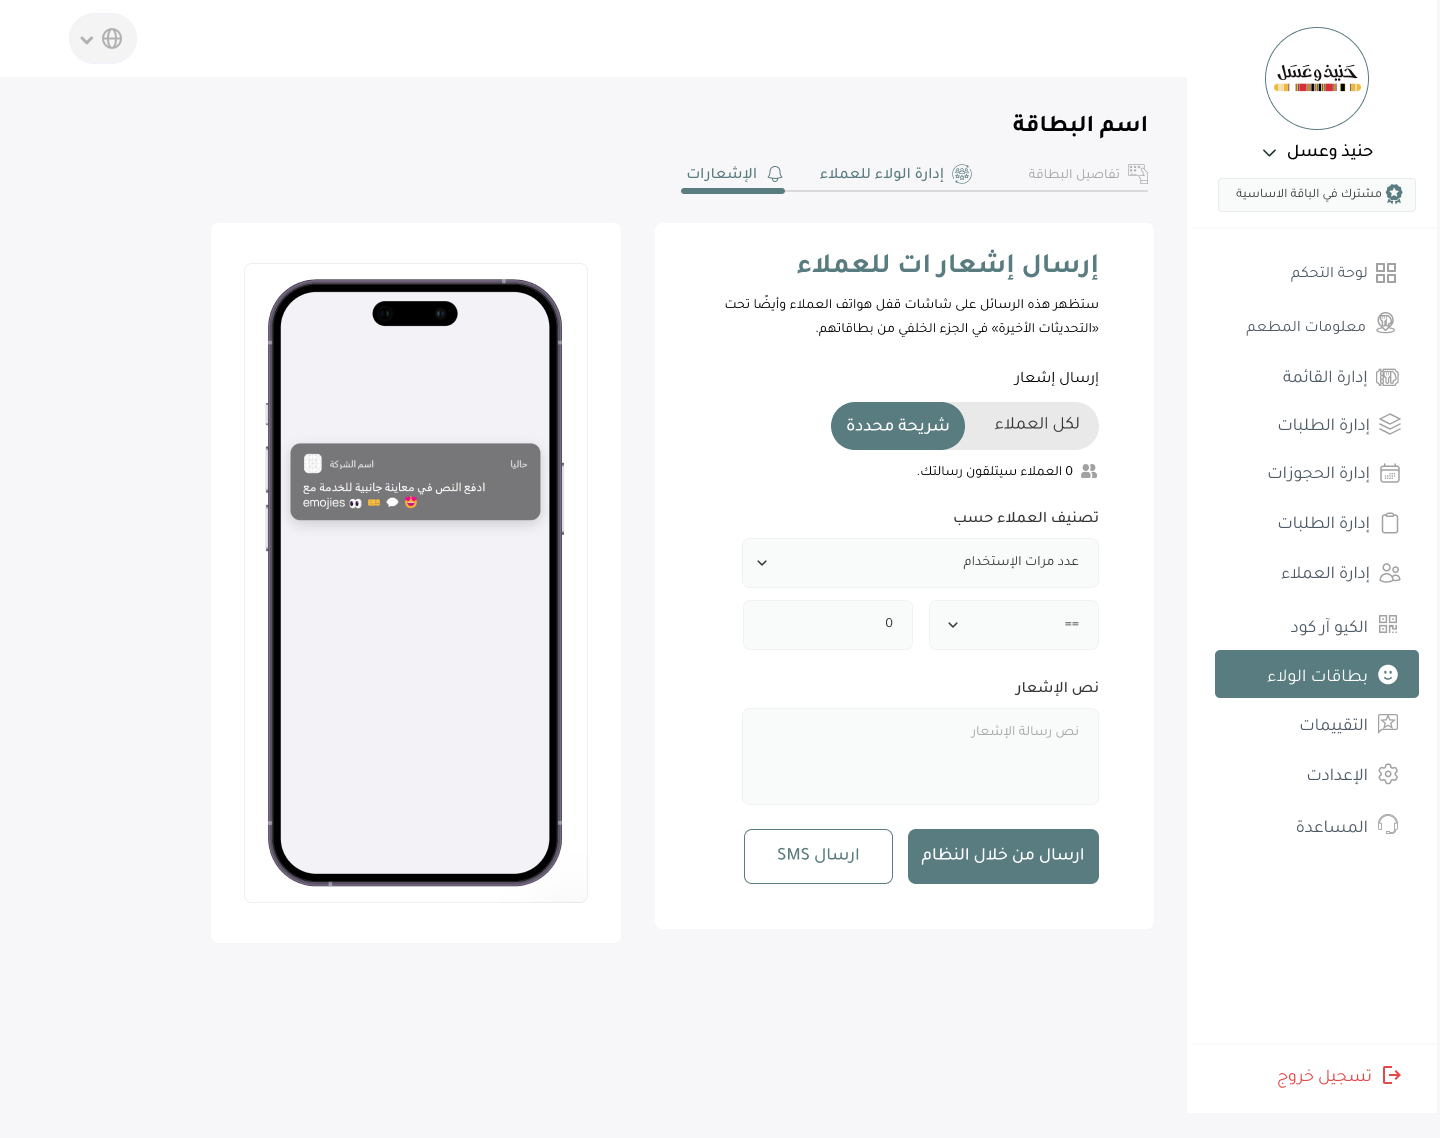 حنيذ وعسل
حنيذ وعسل
مشترك في الباقة الاساسية
لوحة التحكم
معلومات المطعم
إدارة القائمة
إدارة الطلبات
إدارة الحجوزات
إدارة الطلبات
إدارة العملاء
الكيو آر كود
بطاقات الولاء
التقييمات
الإعدادت
المساعدة
تسجيل خروج
اسم البطاقة
تفاصيل البطاقة
إدارة الولاء للعملاء
الإشعارات
إرسال إشعار ات للعملاء
ستظهر هذه الرسائل على شاشات قفل هواتف العملاء وأيضًا تحت
«التحديثات الأخيرة» في الجزء الخلفي من بطاقاتهم.
إرسال إشعار
لكل العملاء
شريحة محددة
0 العملاء سيتلقون رسالتك.
تصنيف العملاء حسب
عدد مرات الإستخدام
==
0
نص الإشعار
نص رسالة الإشعار
ارسال من خلال النظام
ارسال SMS
اسم الشركة
حاليا
ادفع النص في معاينة جانبية للخدمة مع
emojies 👀 🎫 💬 😍